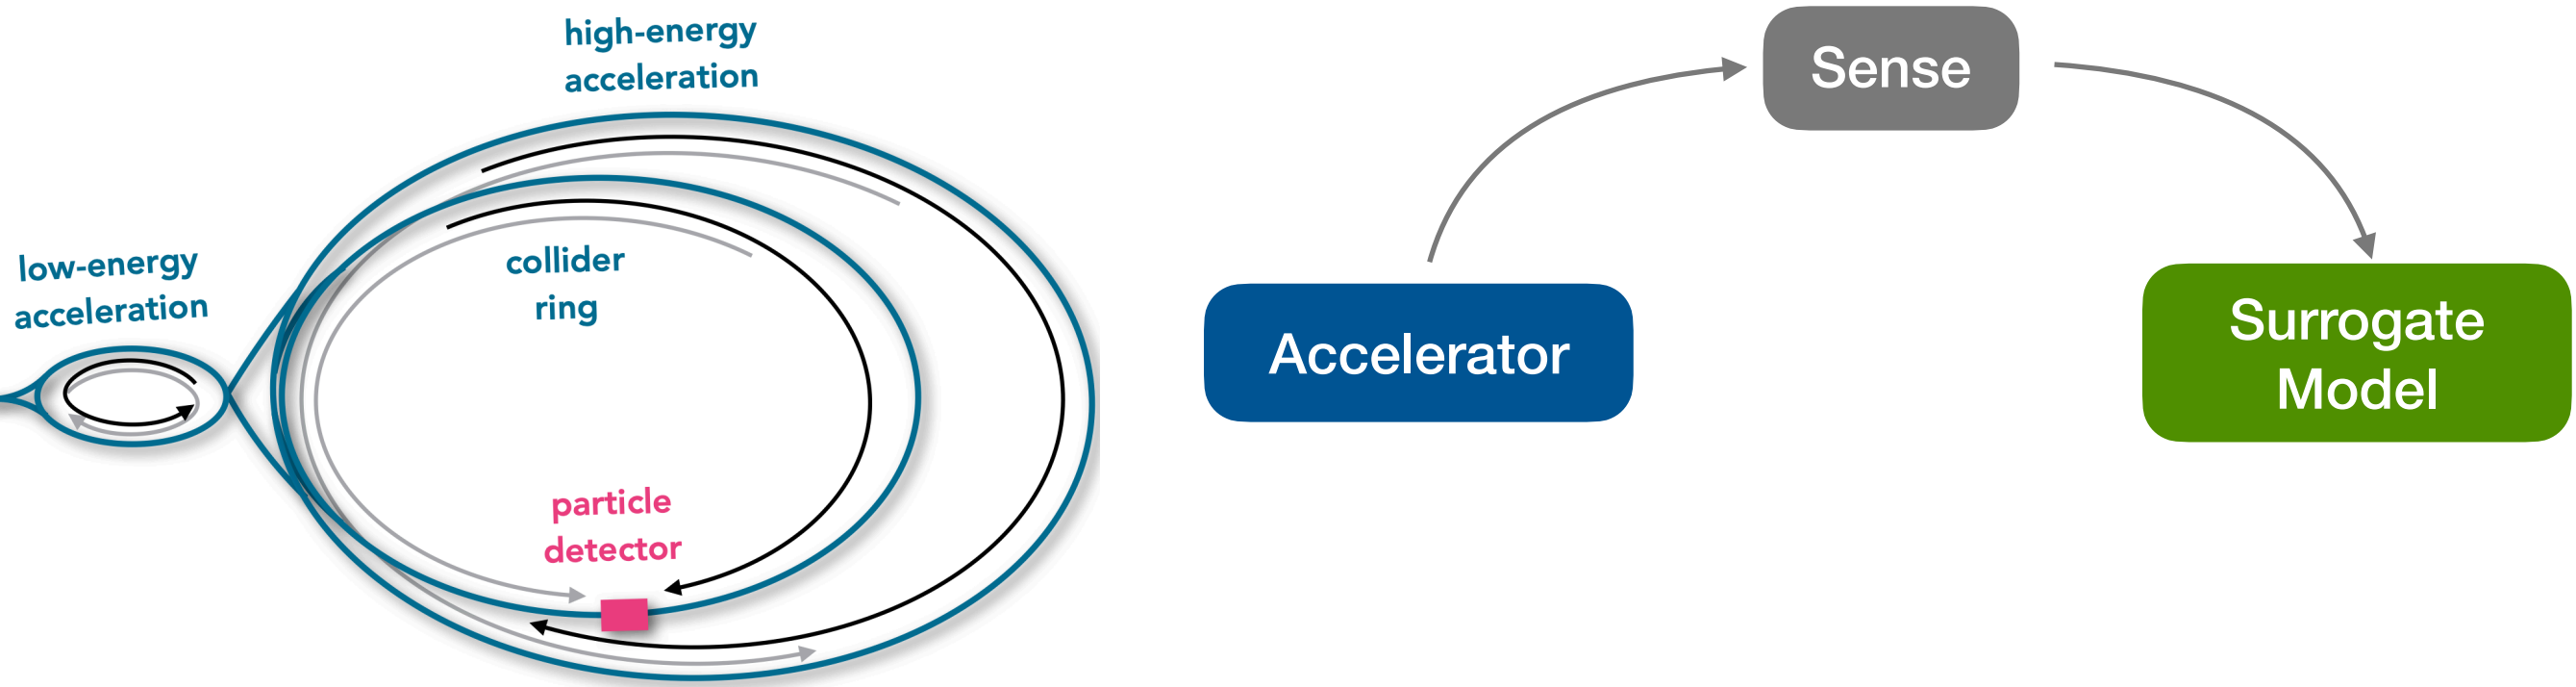 high-energy
acceleration
low-energy
acceleration
collider
ring
particle
detector
Sense
Accelerator
Surrogate
Model